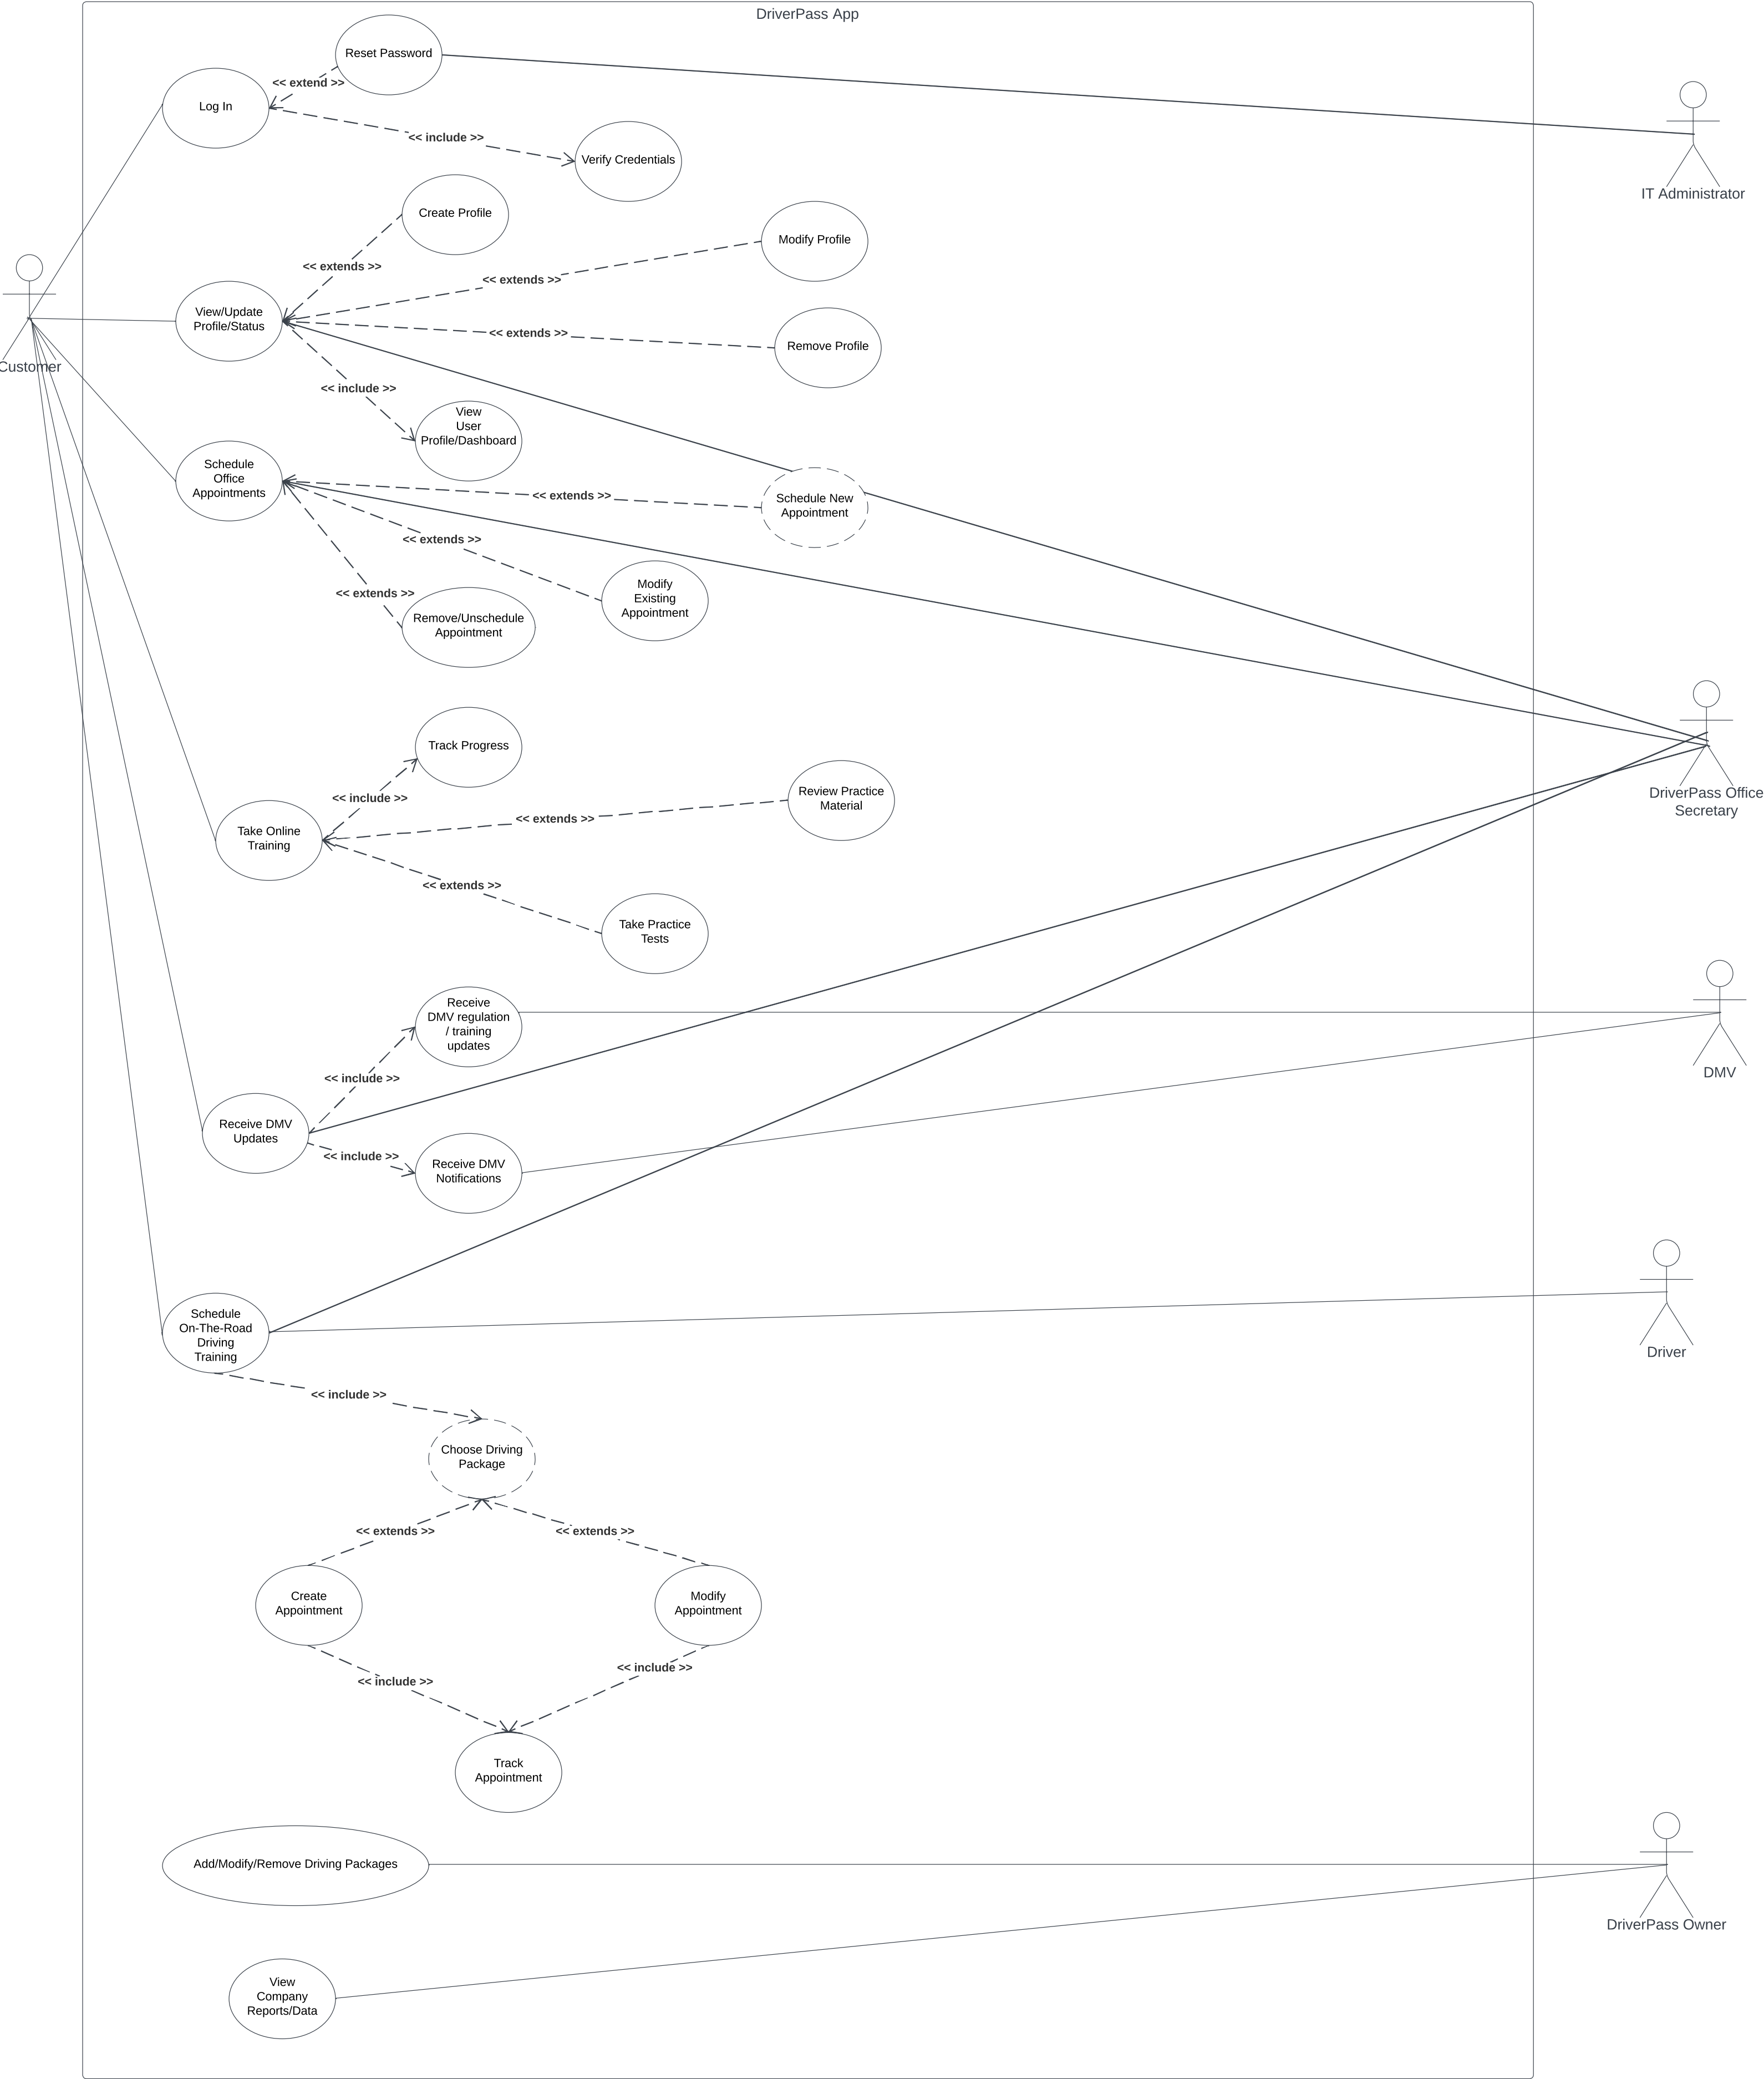 DriverPass App
Reset Password
<< extend >>
Log In
<< include >>
Verify Credentials
IT Administrator
Create Profile
Modify Profile
<< extends >>
<< extends >>
View/Update
Profile/Status
<< extends >>
Remove Profile
Customer
<< include >>
View
User
Profile/Dashboard
Schedule
Office
Appointments
<< extends >>
Schedule New
Appointment
<< extends >>
Modify
Existing
Appointment
<< extends >>
Remove/Unschedule
Appointment
Track Progress
<< include >>
Review Practice
Material
<< extends >>
DriverPass Office
Secretary
Take Online
Training
<< extends >>
Take Practice
Tests
Receive
DMV regulation
/ training
updates
<< include >>
DMV
Receive DMV
Updates
<< include >>
Receive DMV
Notifications
Schedule
On-The-Road
Driving
Training
Driver
<< include >>
Choose Driving
Package
<< extends >>
<< extends >>
Create
Appointment
Modify
Appointment
<< include >>
<< include >>
Track
Appointment
Add/Modify/Remove Driving Packages
DriverPass Owner
View
Company
Reports/Data